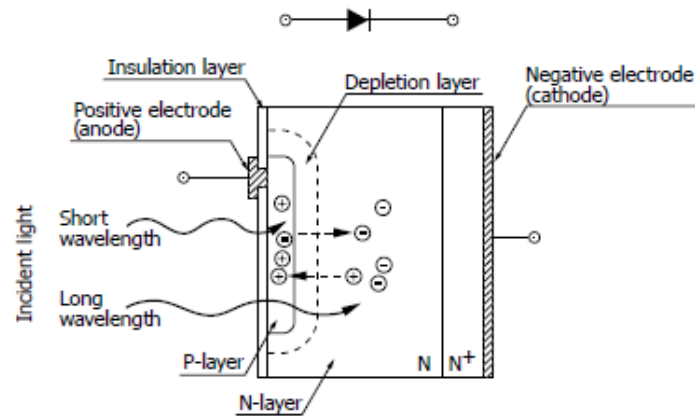 Insulation layer
Depletion layer
Negative electrode
(cathode)
Positive electrode
(anode)
Incident light
Short
wavelength
Long
wavelength
P-layer
N
N+
N-layer